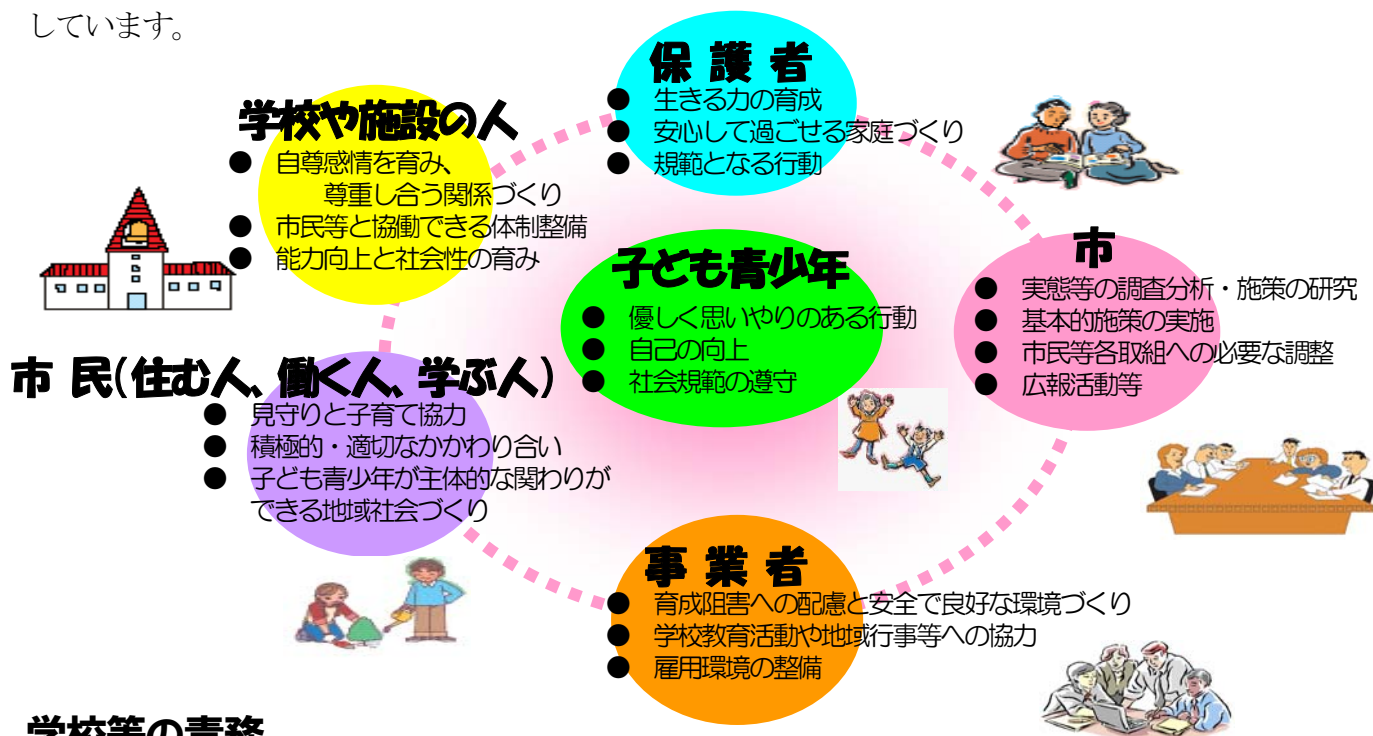 しています。
保 護 者
● 生きる力の育成
● 安心して過ごせる家庭づくり
● 規範となる行動
学校や施設の人
● 自尊感情を育み、
尊重し合う関係づくり
● 市民等と協働できる体制整備
● 能力向上と社会性の育み
子ども青少年
● 優しく思いやりのある行動
● 自己の向上
● 社会規範の遵守
市
● 実態等の調査分析・施策の研究
● 基本的施策の実施
● 市民等各取組への必要な調整
● 広報活動等
市 民(住む人、働く人、学ぶ人)
● 見守りと子育て協力
● 積極的・適切なかかわり合い
● 子ども青少年が主体的な関わりが
できる地域社会づくり
事 業 者
● 育成阻害への配慮と安全で良好な環境づくり
● 学校教育活動や地域行事等への協力
● 雇用環境の整備
学校等の責務